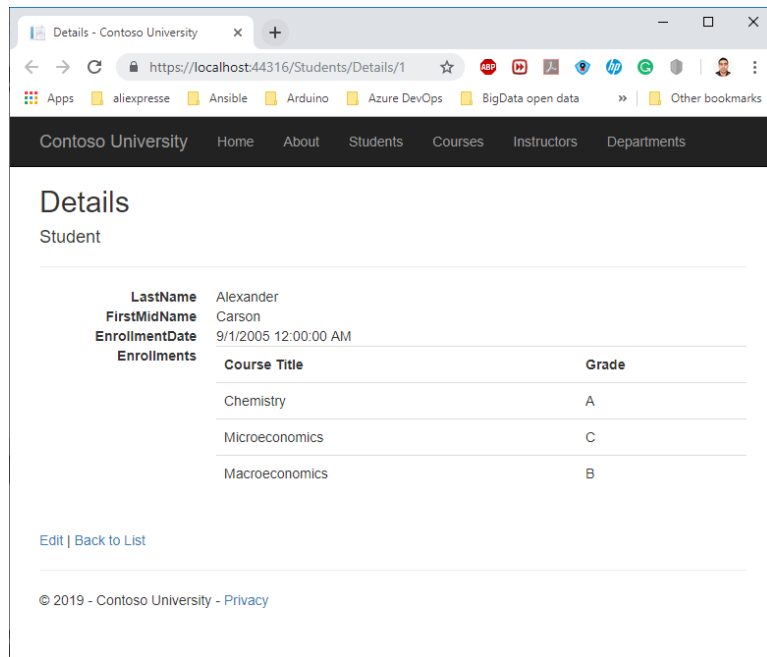 Details - Contoso University
https://localhost:44316/Students/Details/1 ABP hp G
Apps aliexpresse Ansible Arduino Azure DevOps BigData open data » Other bookmarks
Contoso University Home About Students Courses Instructors Departments
Details
Student
LastName Alexander
FirstMidName Carson
EnrollmentDate 9/1/2005 12:00:00 AM
Enrollments
Course Title Grade
Chemistry A
Microeconomics C
Macroeconomics B
Edit | Back to List
© 2019 - Contoso University - Privacy